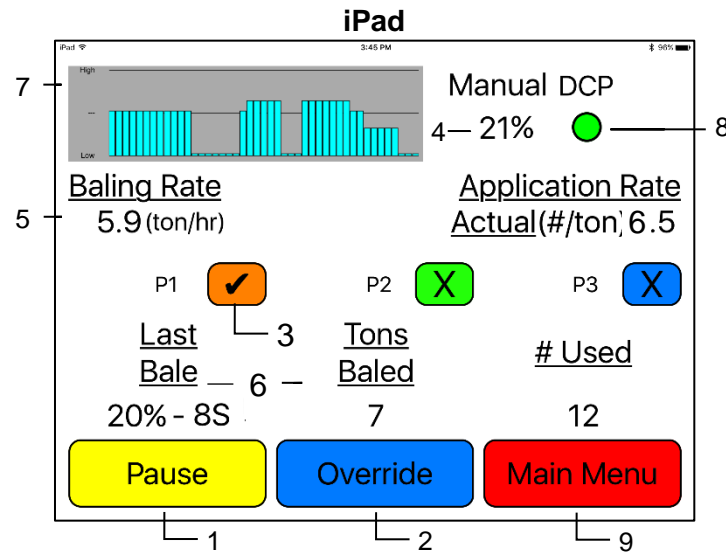 iPad
iPad 3:45 PM 96%
High
7
Manual DCP
—
4 21% 8
Low
Baling Rate Application Rate
5 5.9 (ton/hr) Actual(#/ton) 6.5
P1 ✔ P2 X P3 X
3
Last Tons
# Used
Bale 6 Baled
20% - 8S 7 12
Pause Override Main Menu
1 2 9